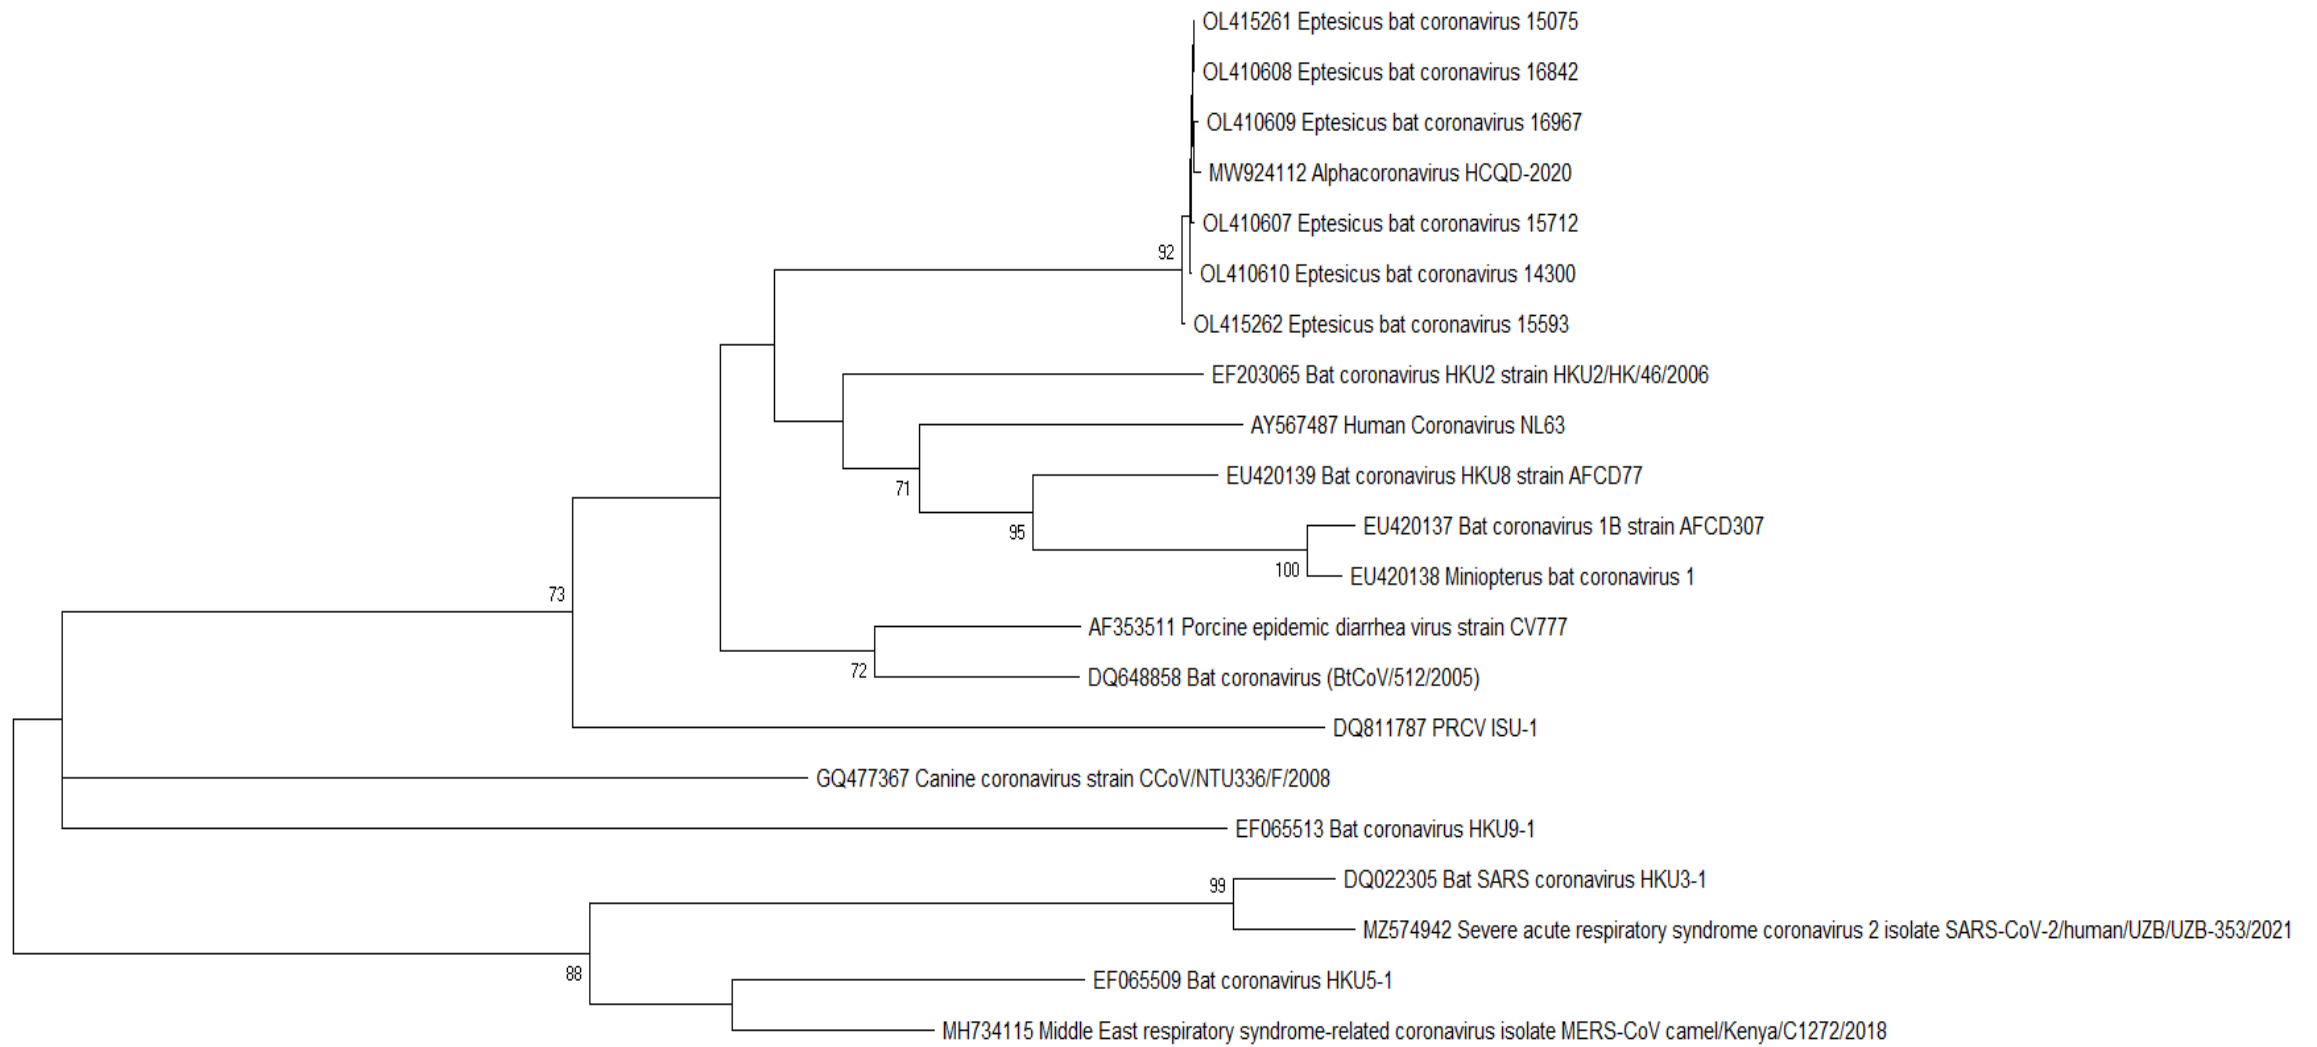 OL415261 Eptesicus bat coronavirus 15075
OL410608 Eptesicus bat coronavirus 16842
OL410609 Eptesicus bat coronavirus 16967
MW924112 Alphacoronavirus HCQD-2020
OL410607 Eptesicus bat coronavirus 15712
92
OL410610 Eptesicus bat coronavirus 14300
OL415262 Eptesicus bat coronavirus 15593
EF203065 Bat coronavirus HKU2 strain HKU2/HK/46/2006
AY567487 Human Coronavirus NL63
EU420139 Bat coronavirus HKU8 strain AFCD77
71
EU420137 Bat coronavirus 1B strain AFCD307
95
100
EU420138 Miniopterus bat coronavirus 1
73
AF353511 Porcine epidemic diarrhea virus strain CV777
72
DQ648858 Bat coronavirus (BtCoV/512/2005)
DQ811787 PRCV ISU-1
GQ477367 Canine coronavirus strain CCoV/NTU336/F/2008
EF065513 Bat coronavirus HKU9-1
99
DQ022305 Bat SARS coronavirus HKU3-1
MZ574942 Severe acute respiratory syndrome coronavirus 2 isolate SARS-CoV-2/human/UZB/UZB-353/2021
88
EF065509 Bat coronavirus HKU5-1
MH734115 Middle East respiratory syndrome-related coronavirus isolate MERS-CoV camel/Kenya/C1272/2018